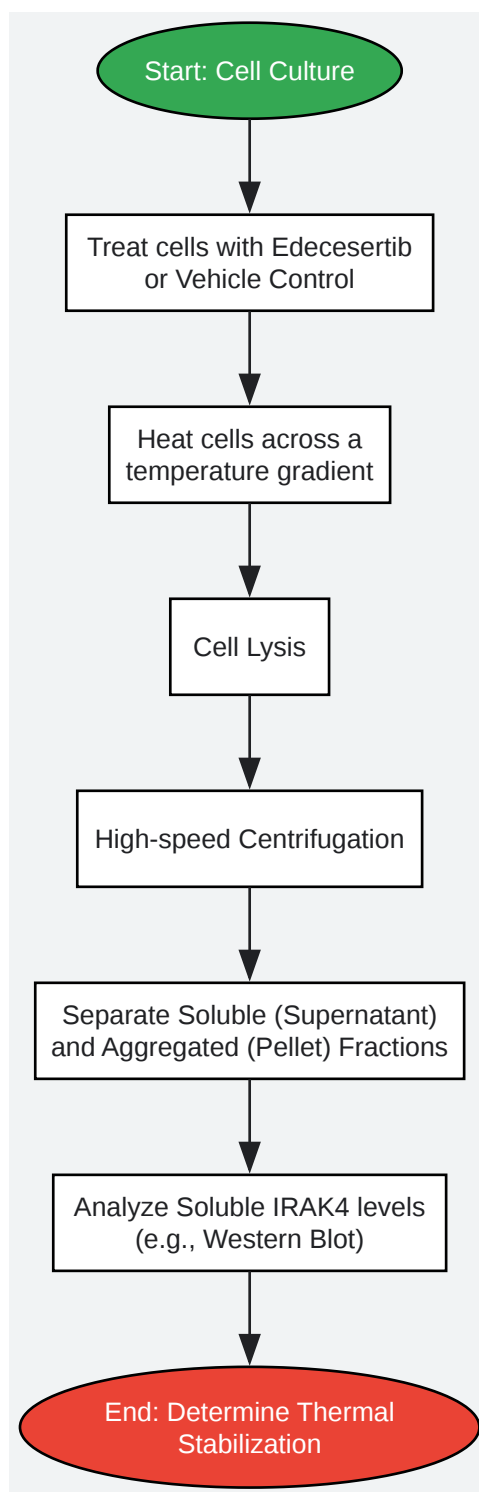 Start: Cell Culture
Treat cells with Edecesertib
or Vehicle Control
Heat cells across a
temperature gradient
Cell Lysis
High-speed Centrifugation
Separate Soluble (Supernatant)
and Aggregated (Pellet) Fractions
Analyze Soluble IRAK4 levels
(e.g., Western Blot)
End: Determine Thermal
Stabilization